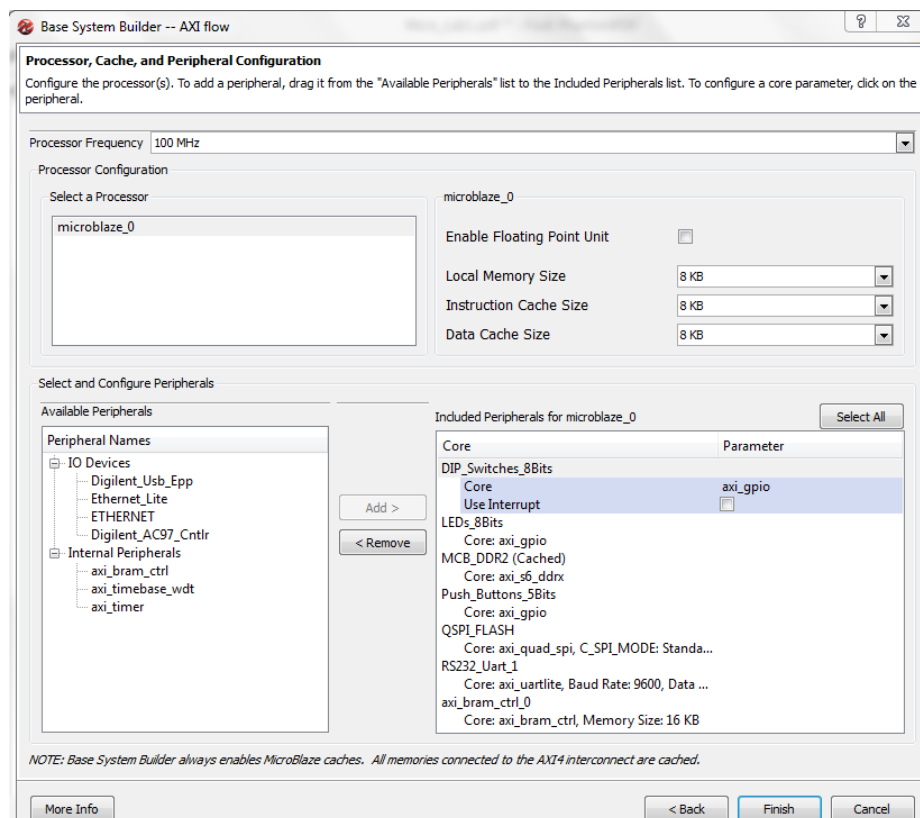 Base System Builder -- AXI flow
Processor, Cache, and Peripheral Configuration
Configure the processor(s). To add a peripheral, drag it from the "Available Peripherals" list to the Included Peripherals list. To configure a core parameter, click on the
peripheral.
Processor Frequency 100 MHz
Processor Configuration
Select a Processor
microblaze_0
microblaze_0
Enable Floating Point Unit
Local Memory Size 8 KB
Instruction Cache Size 8 KB
Data Cache Size 8 KB
Select and Configure Peripherals
Available Peripherals
Peripheral Names
IO Devices
Digilent_Usb_Epp
Ethernet_Lite
ETHERNET
Digilent_AC97_Cntlr
Internal Peripherals
axi_bram_ctrl
axi_timebase_wdt
axi_timer
Add >
< Remove
Included Peripherals for microblaze_0
Select All
Core Parameter
DIP_Switches_8Bits
Core axi_gpio
Use Interrupt
LEDs_8Bits
Core: axi_gpio
MCB_DDR2 (Cached)
Core: axi_s6_ddrx
Push_Buttons_5Bits
Core: axi_gpio
QSPI_FLASH
Core: axi_quad_spi, C_SPI_MODE: Standa...
RS232_Uart_1
Core: axi_uartlite, Baud Rate: 9600, Data ...
axi_bram_ctrl_0
Core: axi_bram_ctrl, Memory Size: 16 KB
NOTE: Base System Builder always enables MicroBlaze caches. All memories connected to the AXI4 interconnect are cached.
More Info
< Back
Finish
Cancel